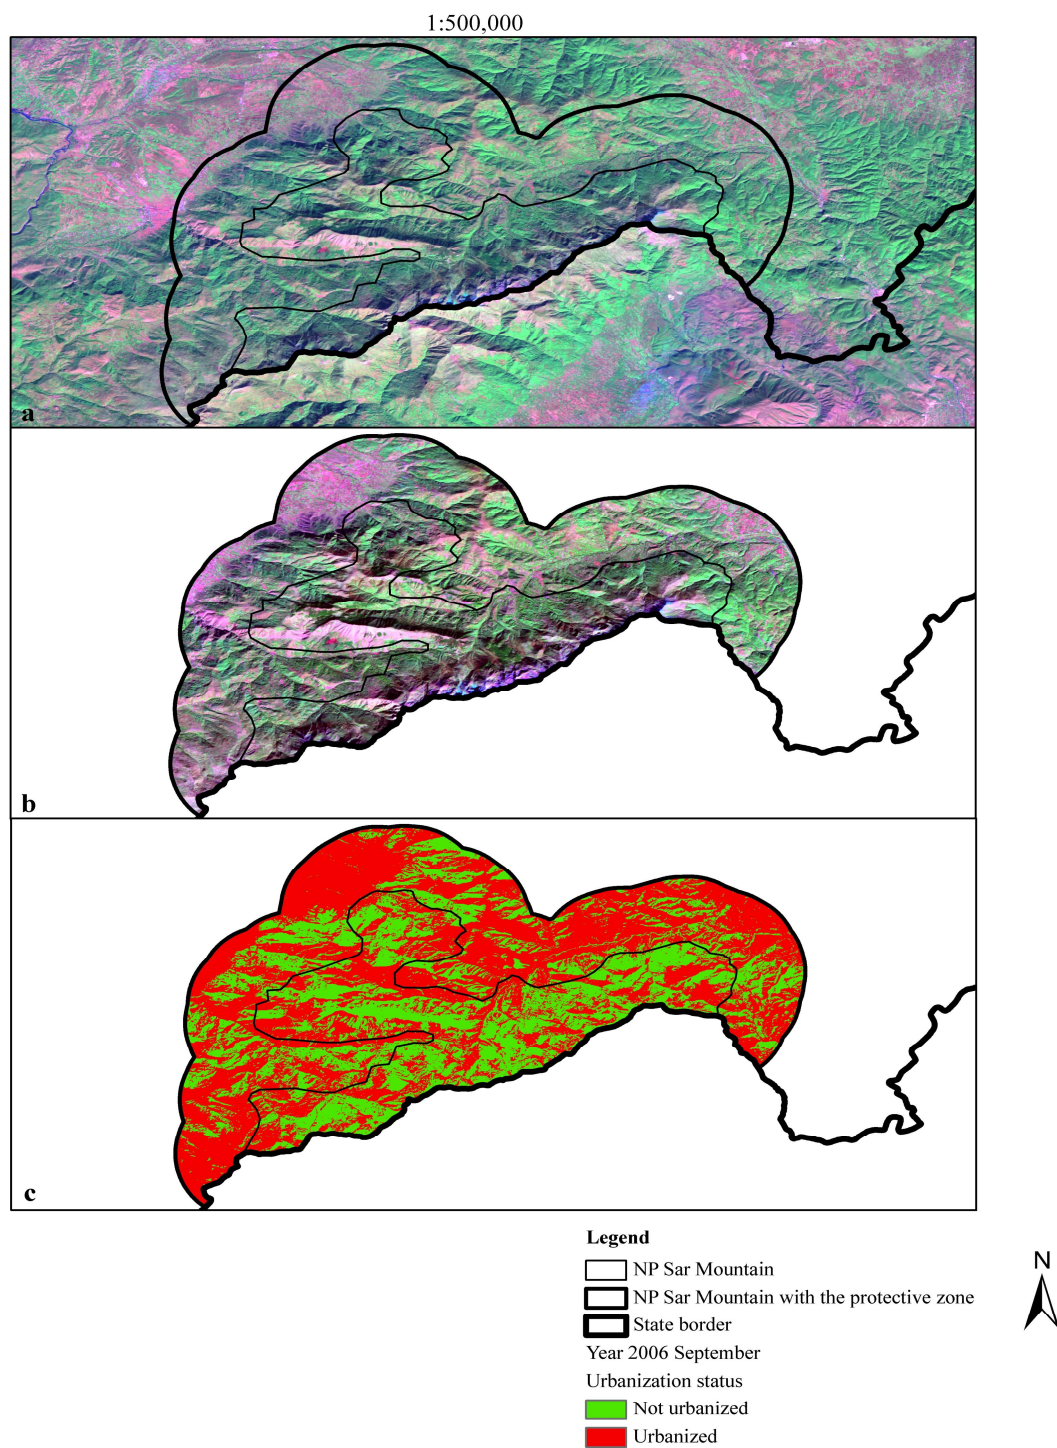 1:500,000
a
b
c
Legend
NP Sar Mountain
NP Sar Mountain with the protective zone
State border
Year 2006 September
Urbanization status
Not urbanized
Urbanized
N